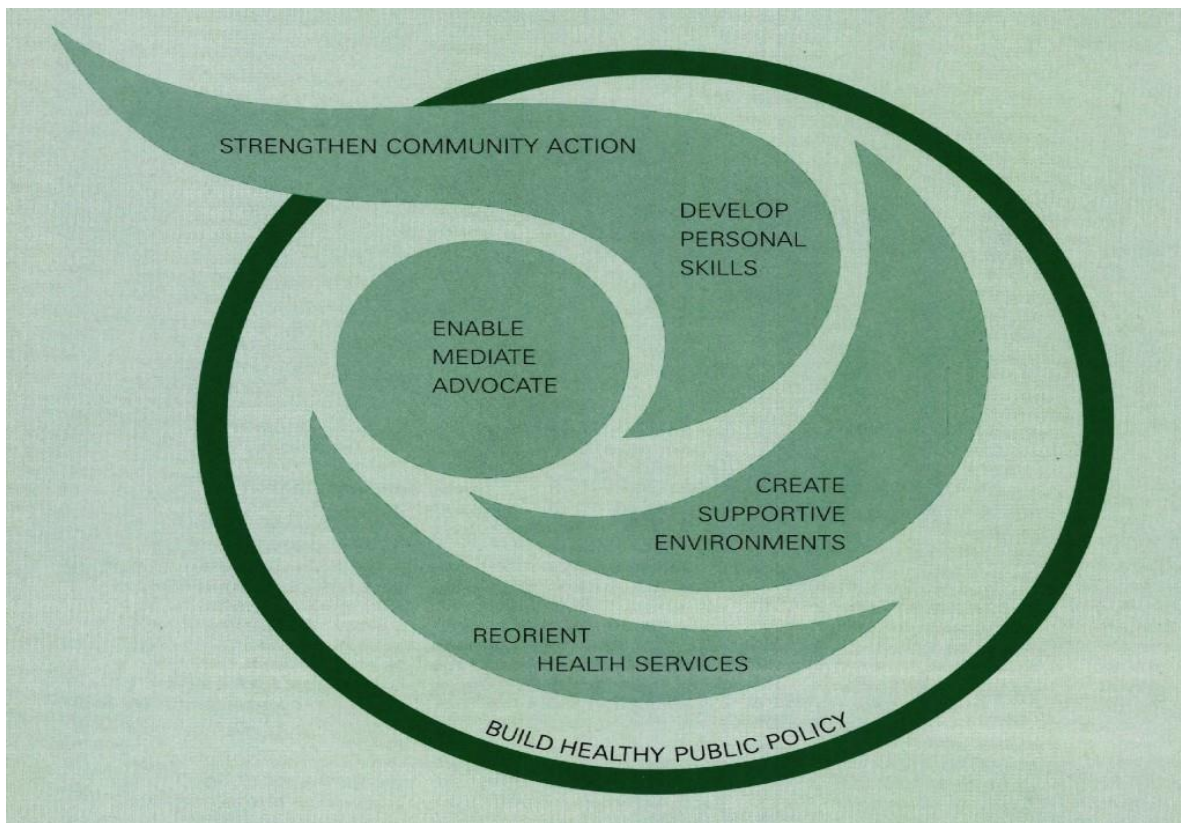 STRENGTHEN COMMUNITY ACTION
DEVELOP
PERSONAL
SKILLS
ENABLE
MEDIATE
ADVOCATE
CREATE
SUPPORTIVE
ENVIRONMENTS
REORIENT
HEALTH SERVICES
BUILD HEALTHY PUBLIC POLICY